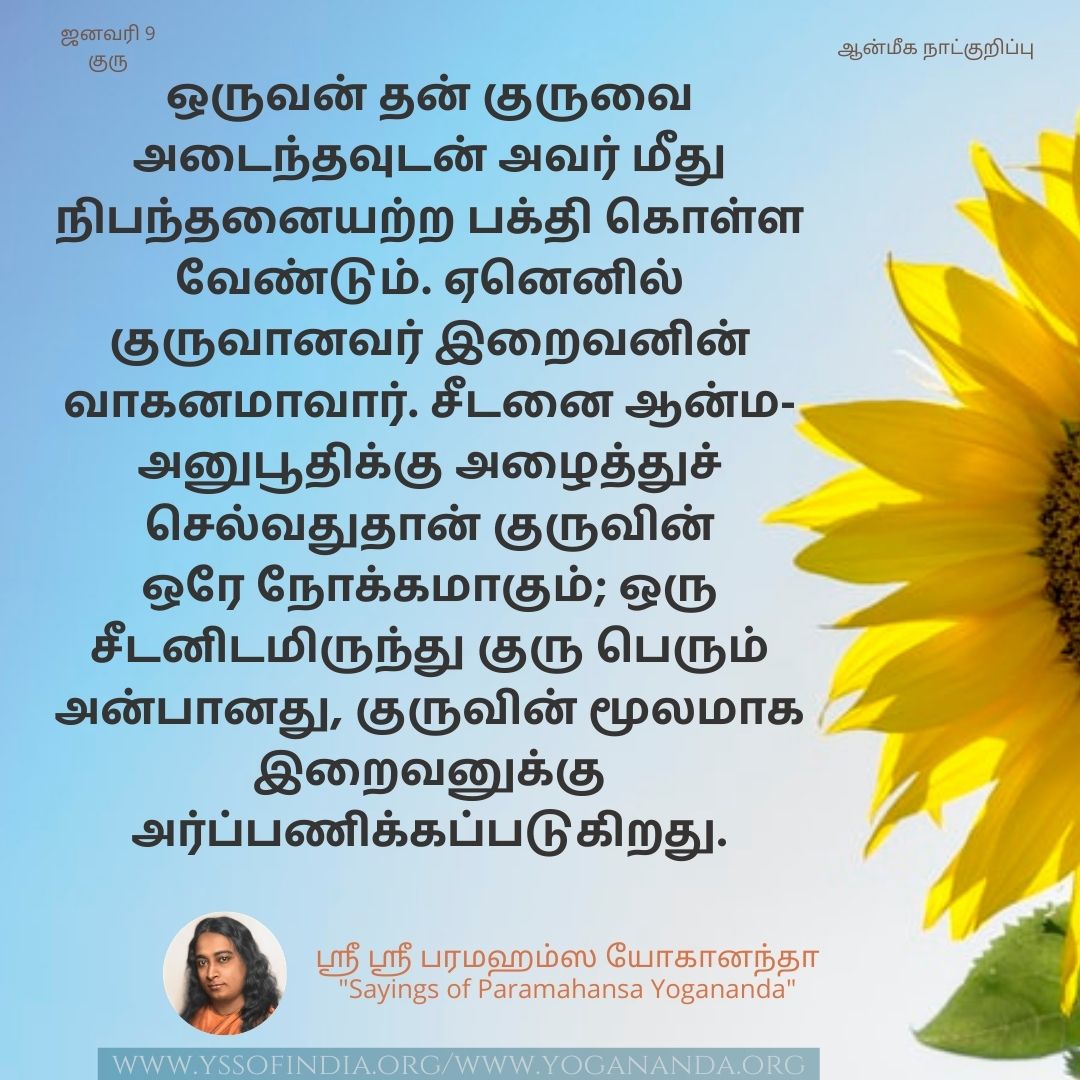 ஜனவரி 9
குரு
ஆன்மீக நாட்குறிப்பு
ஒருவன் தன் குருவை
அடைந்தவுடன் அவர் மீது
நிபந்தனையற்ற பக்தி கொள்ள
வேண்டும். ஏனெனில்
குருவானவர் இறைவனின்
வாகனமாவார். சீடனை ஆன்ம-
அனுபூதிக்கு அழைத்துச்
செல்வதுதான் குருவின்
ஒரே நோக்கமாகும்; ஒரு
சீடனிடமிருந்து குரு பெரும்
அன்பானது, குருவின் மூலமாக
இறைவனுக்கு
அர்ப்பணிக்கப்படுகிறது.
ஸ்ரீ ஸ்ரீ பரமஹம்ஸ யோகானந்தா
"Sayings of Paramahansa Yogananda"
WWW.YSSOFINDIA.ORG/WWW.YOGANANDA.ORG